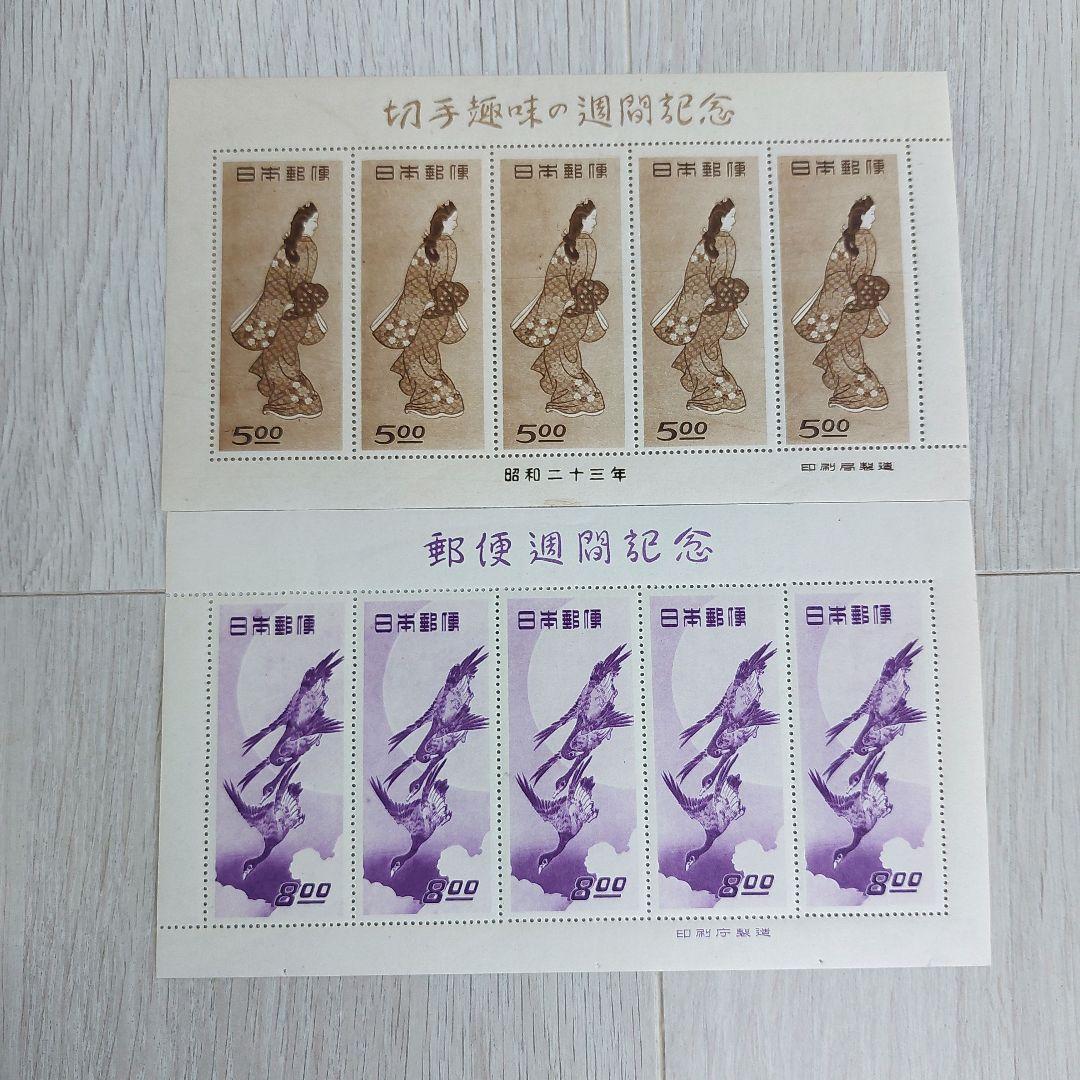 切手趣味の週間記念
日本郵便 日本郵便 日本郵便 日本郵便 日本郵便
5.00 5.00 5.00 5.00 5.00
昭和二十三年
印刷局製造
郵便週間記念
日本郵便 日本郵便 日本郵便 日本郵便 日本郵便
8.00 8.00 8.00 8.00 8.00
印刷庁製造